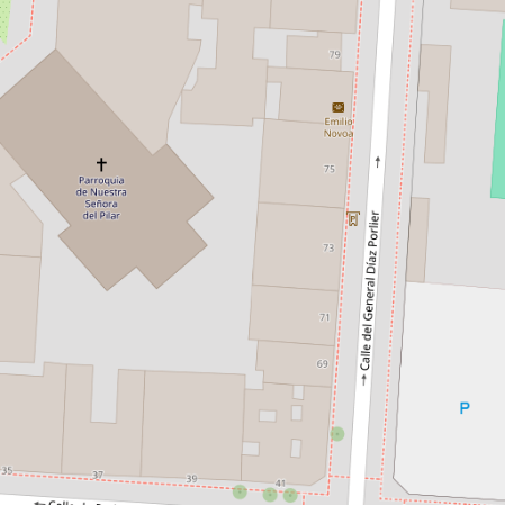 79
Emilio
Novoa
75
Parroquia
de Nuestra
Señora
del Pilar
73
Calle del General Díaz Porlier
71
69
P
35
37
39
41